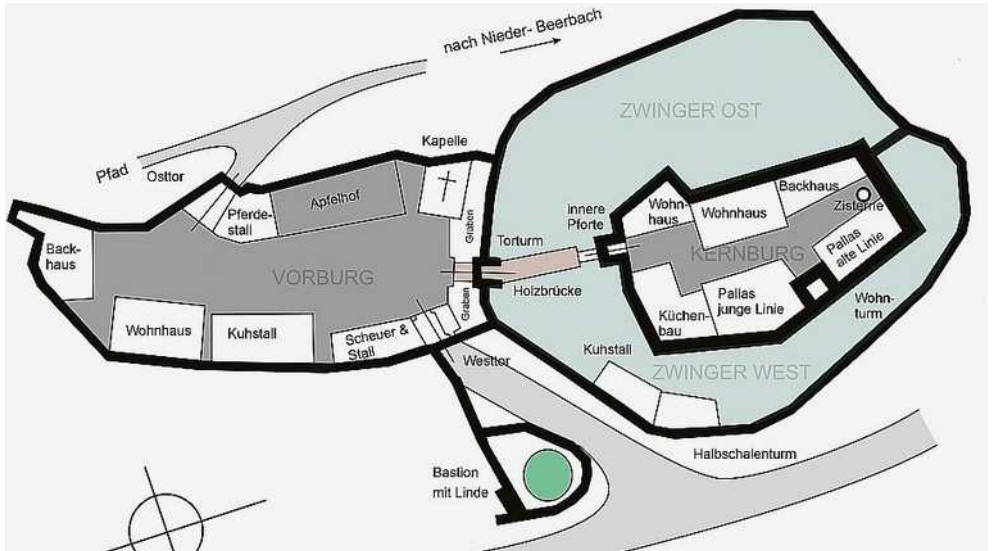 nach Nieder- Beerbach
ZWINGER OST
Kapelle
Pfad
Osttor
Pferde-
stall
Apfelhof
Graben
Innere
Pforte
Wohn-
haus
Wohnhaus
Backhaus
Zisterne
Back-
haus
VORBURG
Torturm
Holzbrücke
KERNBURG
Pallas
alte Linie
Wohnhaus
Kuhstall
Scheuer &
Stall
Graben
Westtor
Küchen-
bau
Pallas
junge Linie
Wohn-
turm
Kuhstall
ZWINGER WEST
Bastion
mit Linde
Halbschalenturm